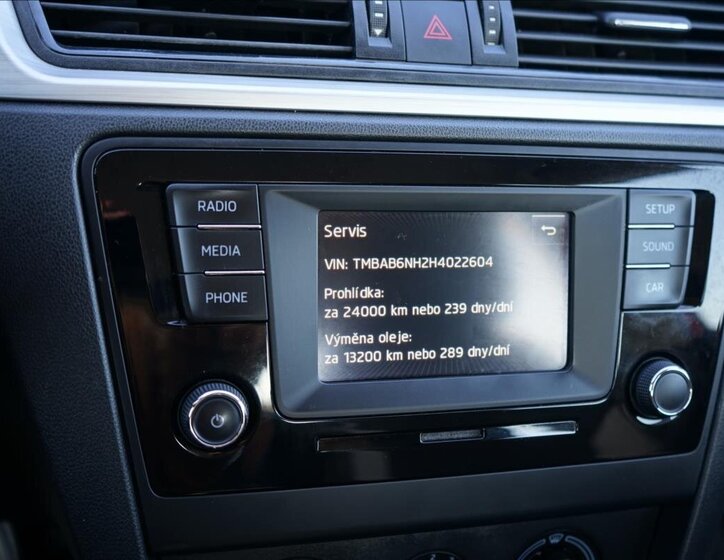 RADIO
MEDIA
PHONE
Servis
VIN: TMBAB6NH2H4022604
Prohlídka:
za 24000 km nebo 239 dny/dní
Výměna oleje:
za 13200 km nebo 289 dny/dní
SETUP
SOUND
CAR